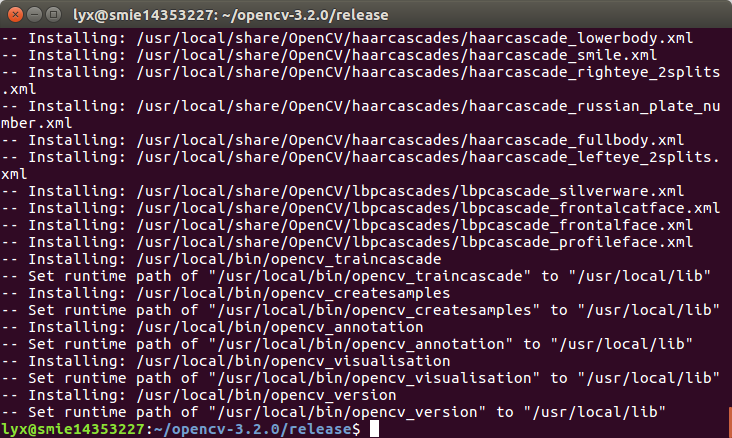 lyx@smie14353227: ~/opencv-3.2.0/release
-- Installing: /usr/local/share/OpenCV/haarcascades/haarcascade_lowerbody.xml
-- Installing: /usr/local/share/OpenCV/haarcascades/haarcascade_smile.xml
-- Installing: /usr/local/share/OpenCV/haarcascades/haarcascade_righteye_2splits
.xml
-- Installing: /usr/local/share/OpenCV/haarcascades/haarcascade_russian_plate_nu
mber.xml
-- Installing: /usr/local/share/OpenCV/haarcascades/haarcascade_fullbody.xml
-- Installing: /usr/local/share/OpenCV/haarcascades/haarcascade_lefteye_2splits.
xml
-- Installing: /usr/local/share/OpenCV/lbpcascades/lbpcascade_silverware.xml
-- Installing: /usr/local/share/OpenCV/lbpcascades/lbpcascade_frontalcatface.xml
-- Installing: /usr/local/share/OpenCV/lbpcascades/lbpcascade_frontalface.xml
-- Installing: /usr/local/share/OpenCV/lbpcascades/lbpcascade_profileface.xml
-- Installing: /usr/local/bin/opencv_traincascade
-- Set runtime path of "/usr/local/bin/opencv_traincascade" to "/usr/local/lib"
-- Installing: /usr/local/bin/opencv_createsamples
-- Set runtime path of "/usr/local/bin/opencv_createsamples" to "/usr/local/lib"
-- Installing: /usr/local/bin/opencv_annotation
-- Set runtime path of "/usr/local/bin/opencv_annotation" to "/usr/local/lib"
-- Installing: /usr/local/bin/opencv_visualisation
-- Set runtime path of "/usr/local/bin/opencv_visualisation" to "/usr/local/lib"
-- Installing: /usr/local/bin/opencv_version
-- Set runtime path of "/usr/local/bin/opencv_version" to "/usr/local/lib"
lyx@smie14353227:~/opencv-3.2.0/release$